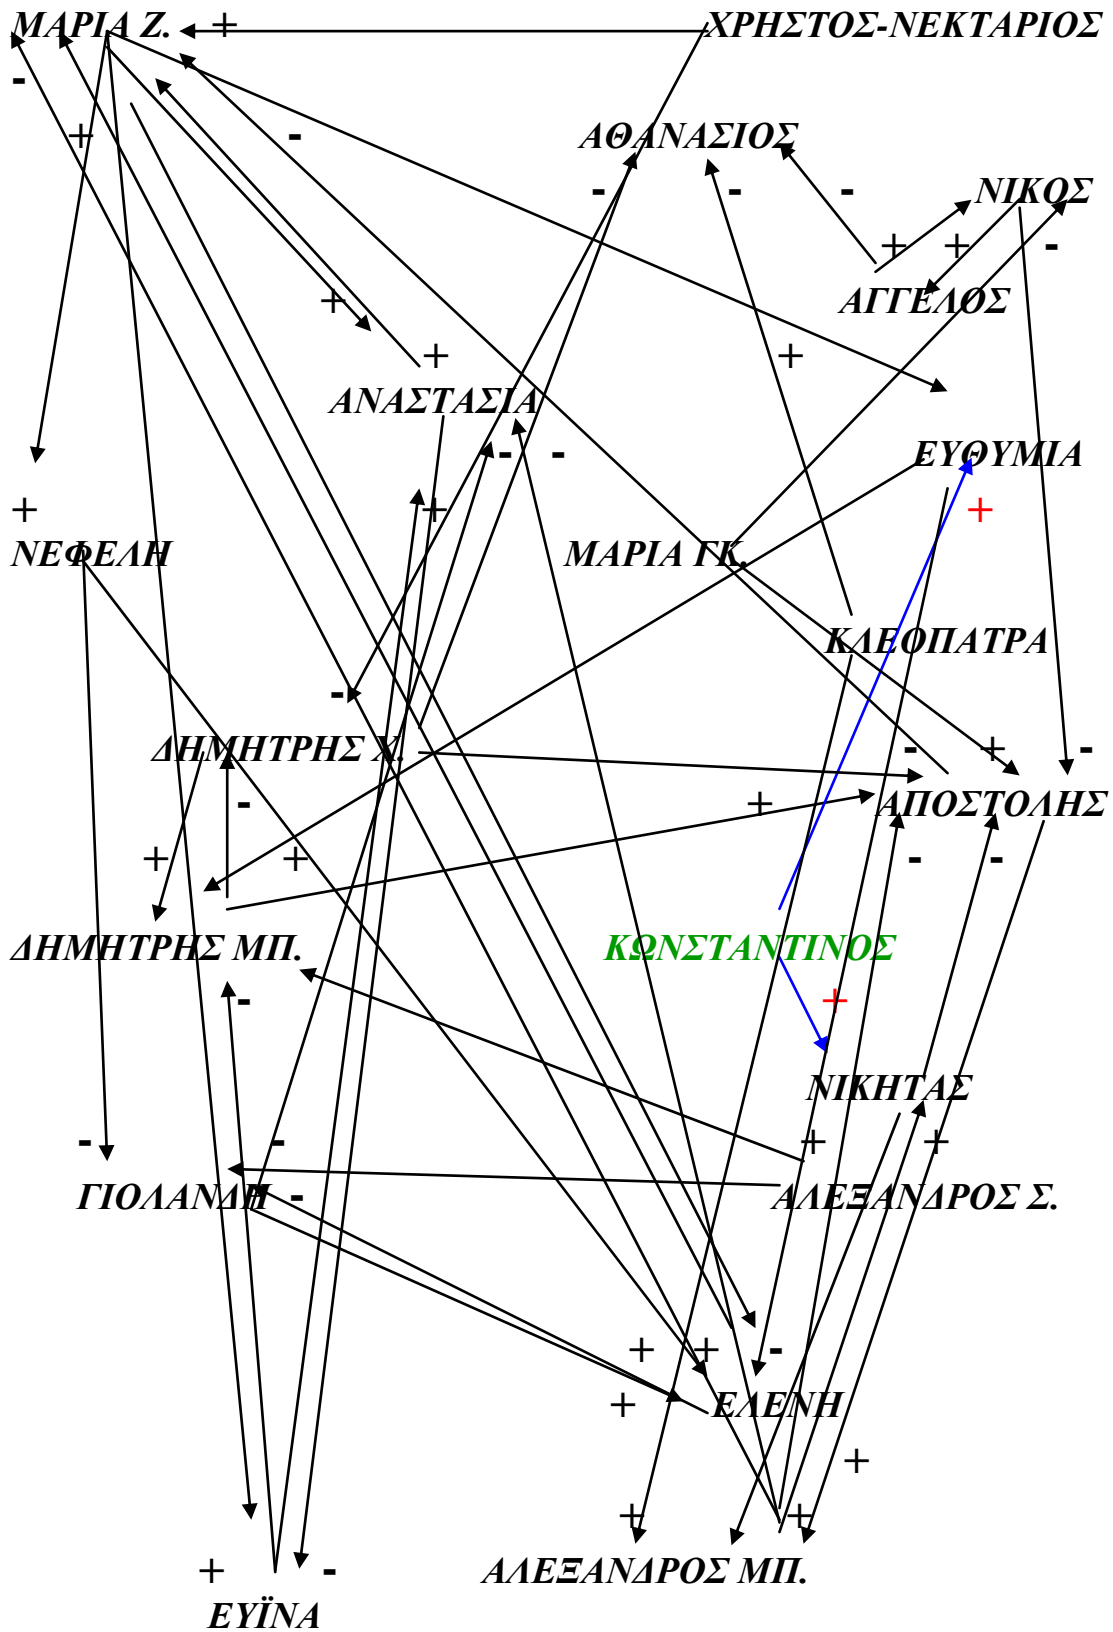 ΜΑΡΙΑ Ζ. + ΧΡΗΣΤΟΣ-ΝΕΚΤΑΡΙΟΣ
-
+ - ΑΘΑΝΑΣΙΟΣ
- - - ΝΙΚΟΣ
+ + -
+ ΑΓΓΕΛΟΣ
+ +
ΑΝΑΣΤΑΣΙΑ
- - ΕΥΘΥΜΙΑ
+ + +
ΝΕΦΕΛΗ ΜΑΡΙΑ ΓΚ.
ΚΛΕΟΠΑΤΡΑ
-
ΔΗΜΗΤΡΗΣ Χ. - + -
- + ΑΠΟΣΤΟΛΗΣ
+ + - -
ΔΗΜΗΤΡΗΣ ΜΠ. ΚΩΝΣΤΑΝΤΙΝΟΣ
- +
ΝΙΚΗΤΑΣ
- - + +
ΓΙΟΛΑΝΔΗ - ΑΛΕΞΑΝΔΡΟΣ Σ.
+ + -
+ ΕΛΕΝΗ
+
+ +
+ - ΑΛΕΞΑΝΔΡΟΣ ΜΠ.
ΕΥΪΝΑ